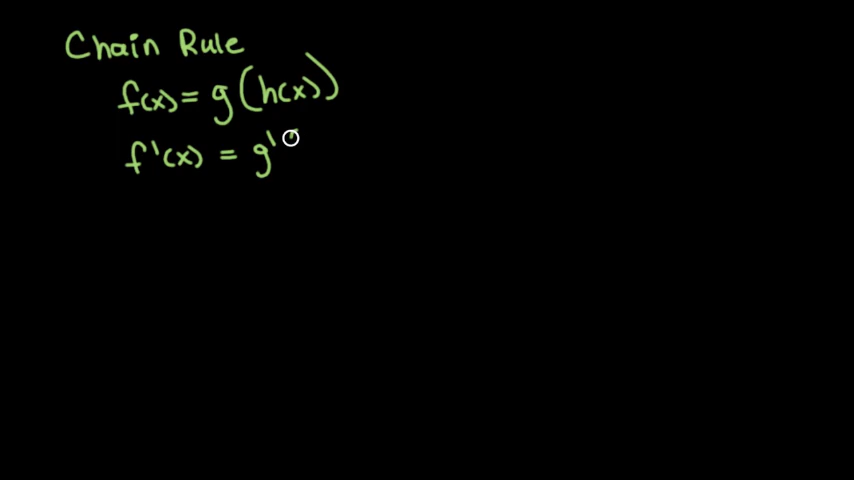 Chain Rule
f(x) = g(h(x))
f'(x) = g'